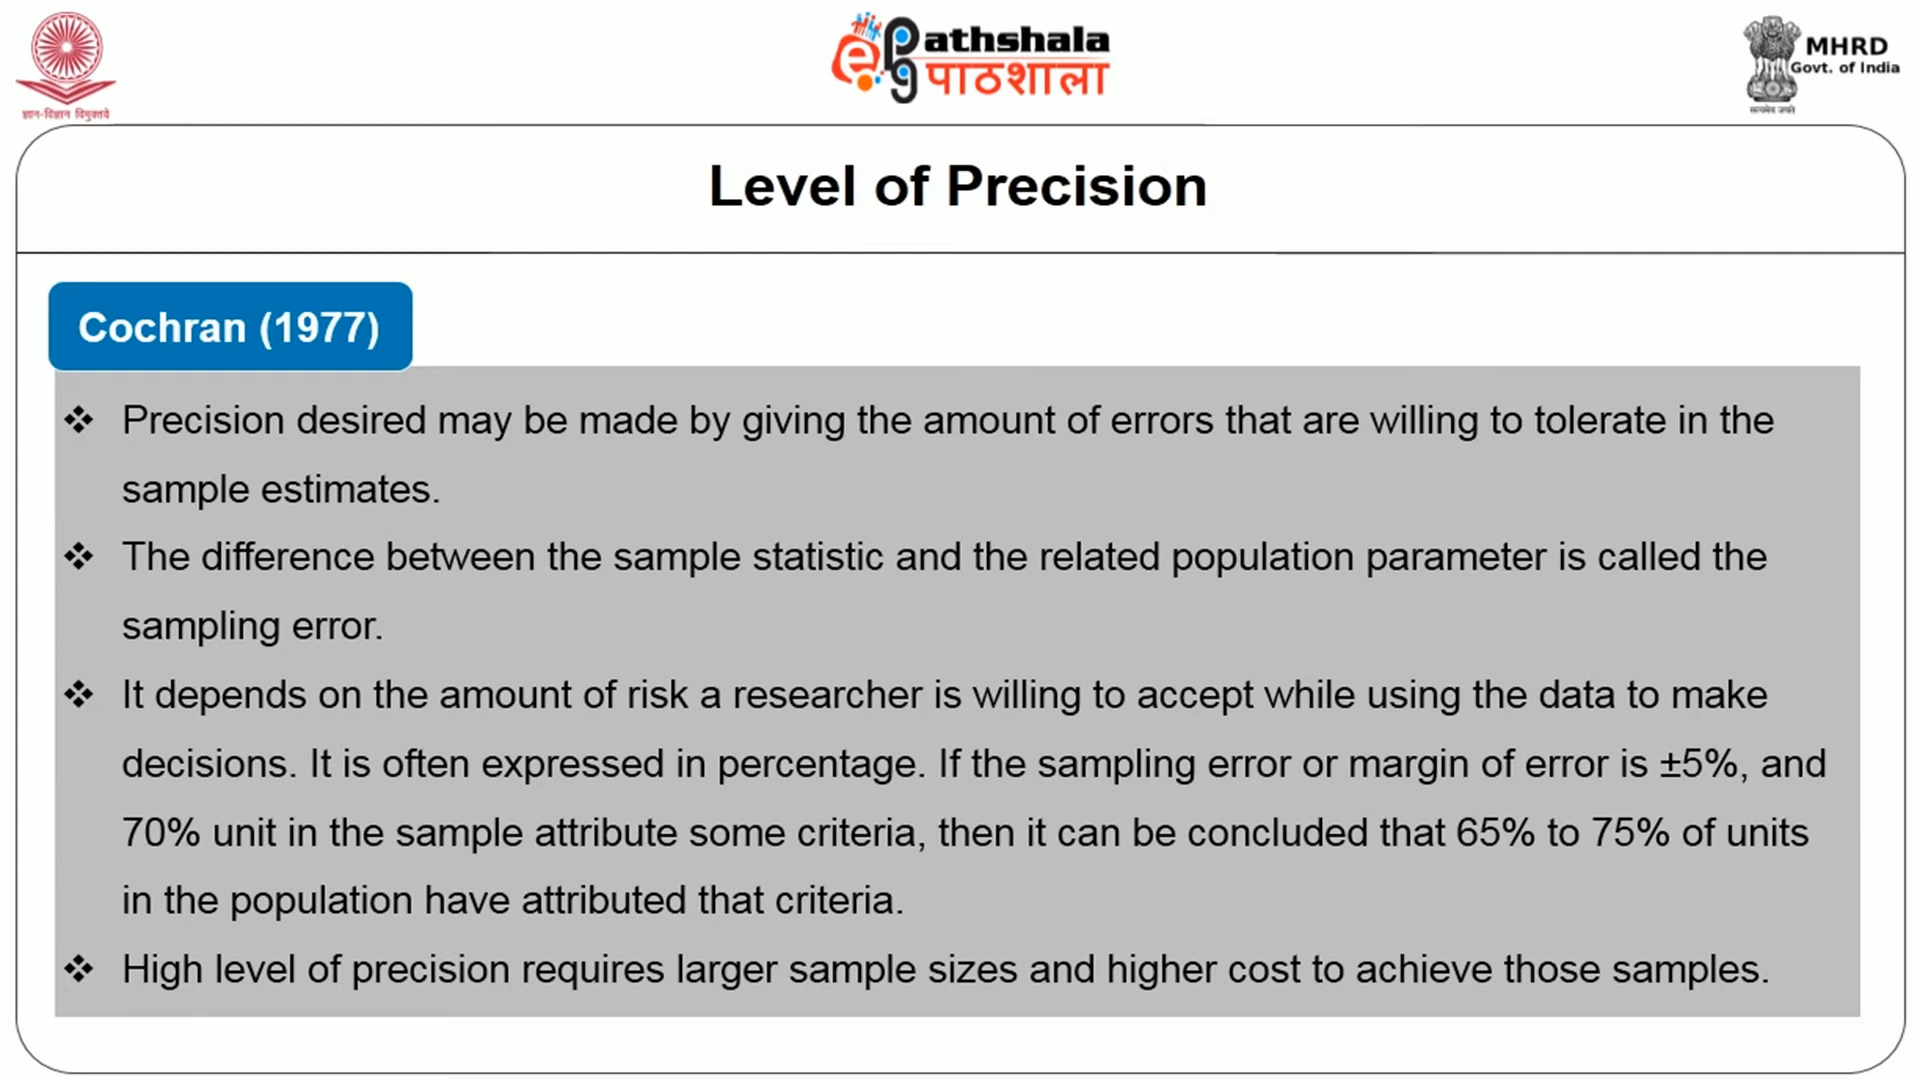 ज्ञान-विज्ञान विमुक्तये
e
pg
athshala
पाठशाला
MHRD
Govt. of India
सत्यमेव जयते
Level of Precision
Cochran (1977)
❖ Precision desired may be made by giving the amount of errors that are willing to tolerate in the
sample estimates.
❖ The difference between the sample statistic and the related population parameter is called the
sampling error.
❖ It depends on the amount of risk a researcher is willing to accept while using the data to make
decisions. It is often expressed in percentage. If the sampling error or margin of error is ±5%, and
70% unit in the sample attribute some criteria, then it can be concluded that 65% to 75% of units
in the population have attributed that criteria.
❖ High level of precision requires larger sample sizes and higher cost to achieve those samples.